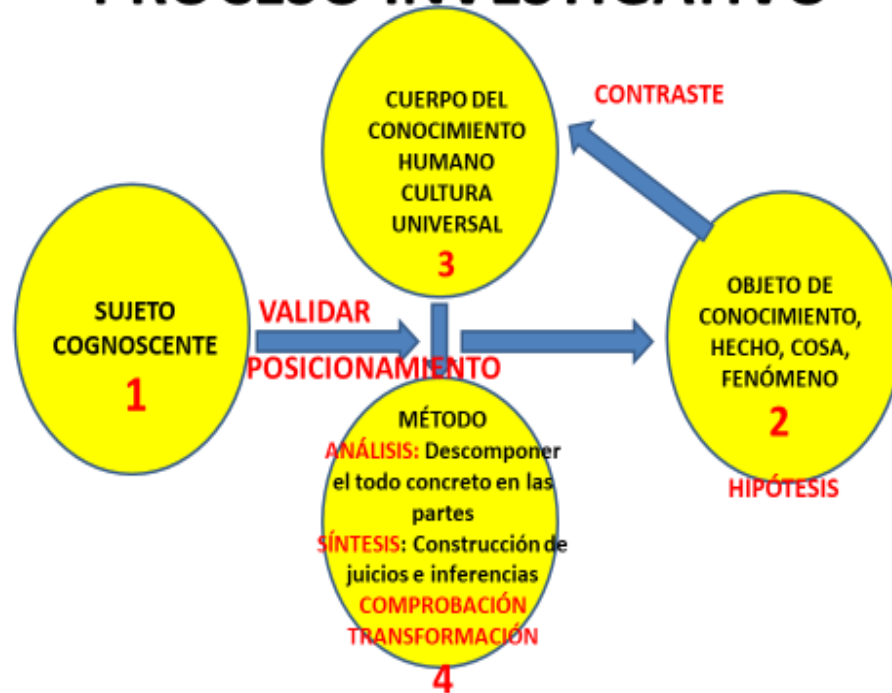 PROCESO INVESTIGATIVO
CUERPO DEL
CONOCIMIENTO
HUMANO
CULTURA
UNIVERSAL
3
CONTRASTE
SUJETO
COGNOSCENTE
1
VALIDAR
POSICIONAMIENTO
OBJETO DE
CONOCIMIENTO,
HECHO, COSA,
FENÓMENO
2
HIPÓTESIS
MÉTODO
ANÁLISIS: Descomponer
el todo concreto en las
partes
SÍNTESIS: Construcción de
juicios e inferencias
COMPROBACIÓN
TRANSFORMACIÓN
4